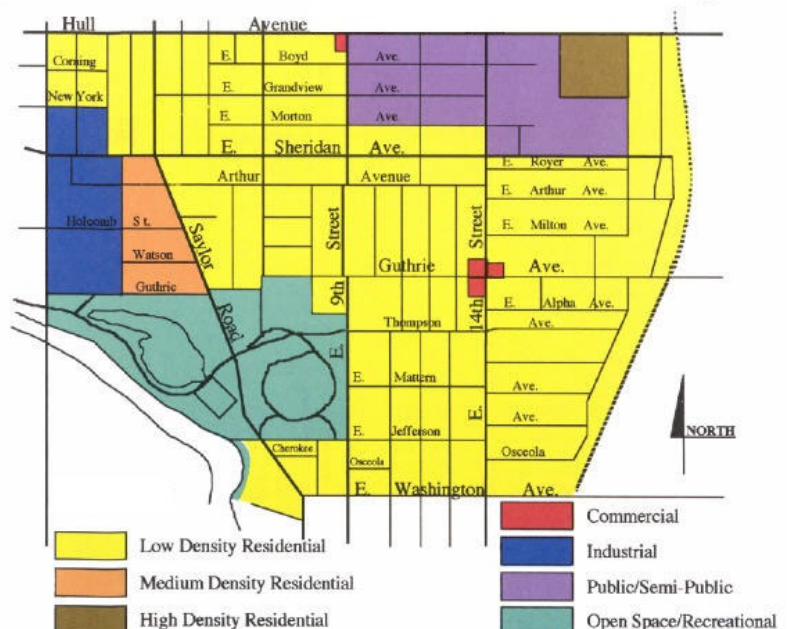 Hull Avenue
Corning
E. Boyd Ave.
New York
E. Grandview Ave.
E. Morton Ave.
E. Sheridan Ave.
E. Royer Ave.
Arthur Avenue
E. Arthur Ave.
Holcomb St.
Saylor Road
E. 9th Street
E. 14th Street
E. Milton Ave.
Watson
Guthrie
Guthrie Ave.
E. Alpha Ave.
Thompson Ave.
E. Mattern Ave.
E. Jefferson Ave.
Cherokee
Osceola
Osceola
E. Washington Ave.
NORTH
Low Density Residential
Medium Density Residential
High Density Residential
Commercial
Industrial
Public/Semi-Public
Open Space/Recreational